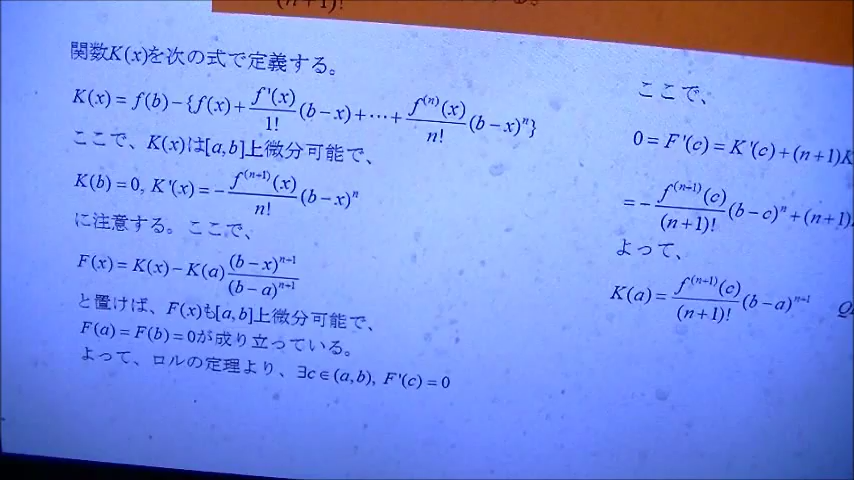 (n+1)!
関数K(x)を次の式で定義する。
K(x) = f(b) − {f(x) + f'(x)/1! (b−x) + ⋯ + f^(n)(x)/n! (b−x)^n}
ここで、K(x)は[a,b]上微分可能で、
K(b) = 0, K'(x) = − f^(n+1)(x)/n! (b−x)^n
に注意する。ここで、
F(x) = K(x) − K(a) (b−x)^(n+1)/(b−a)^(n+1)
と置けば、F(x)も[a,b]上微分可能で、
F(a) = F(b) = 0が成り立っている。
よって、ロルの定理より、∃c∈(a,b), F'(c) = 0
ここで、
0 = F'(c) = K'(c) + (n+1)K
= − f^(n+1)(c)/(n+1)! (b−c)^n + (n+1)
よって、
K(a) = f^(n+1)(c)/(n+1)! (b−a)^(n+1)